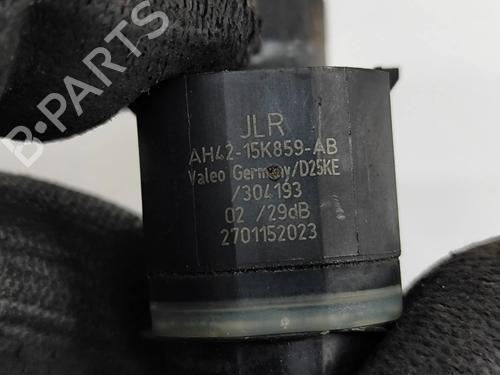 B-PARTS
JLR
AH42-15K859-AB
Valeo Germany/D25KE
/304193
02 /29dB
2701152023